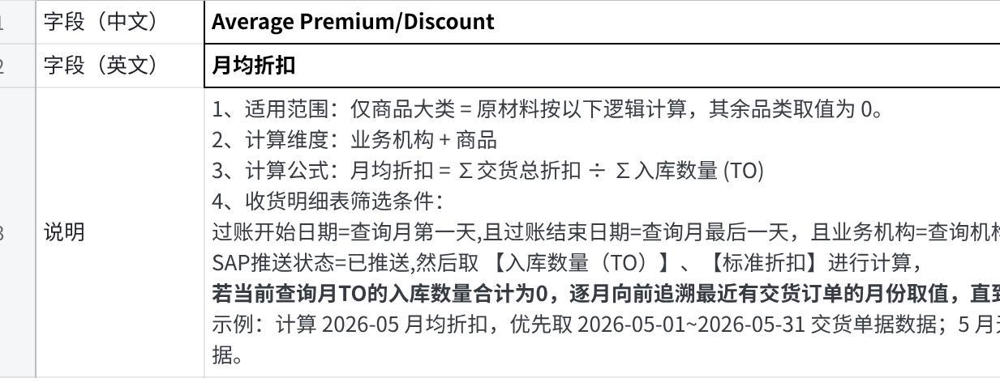 1 字段（中文） Average Premium/Discount
2 字段（英文） 月均折扣
1、适用范围：仅商品大类 = 原材料按以下逻辑计算，其余品类取值为 0。
2、计算维度：业务机构 + 商品
3、计算公式：月均折扣 = Σ交货总折扣 ÷ Σ入库数量 (TO)
4、收货明细表筛选条件：
3 说明 过账开始日期=查询月第一天,且过账结束日期=查询月最后一天，且业务机构=查询机构
SAP推送状态=已推送,然后取 【入库数量（TO）】、【标准折扣】进行计算，
若当前查询月TO的入库数量合计为0，逐月向前追溯最近有交货订单的月份取值，直到
示例：计算 2026-05 月均折扣，优先取 2026-05-01~2026-05-31 交货单据数据；5 月无
据。